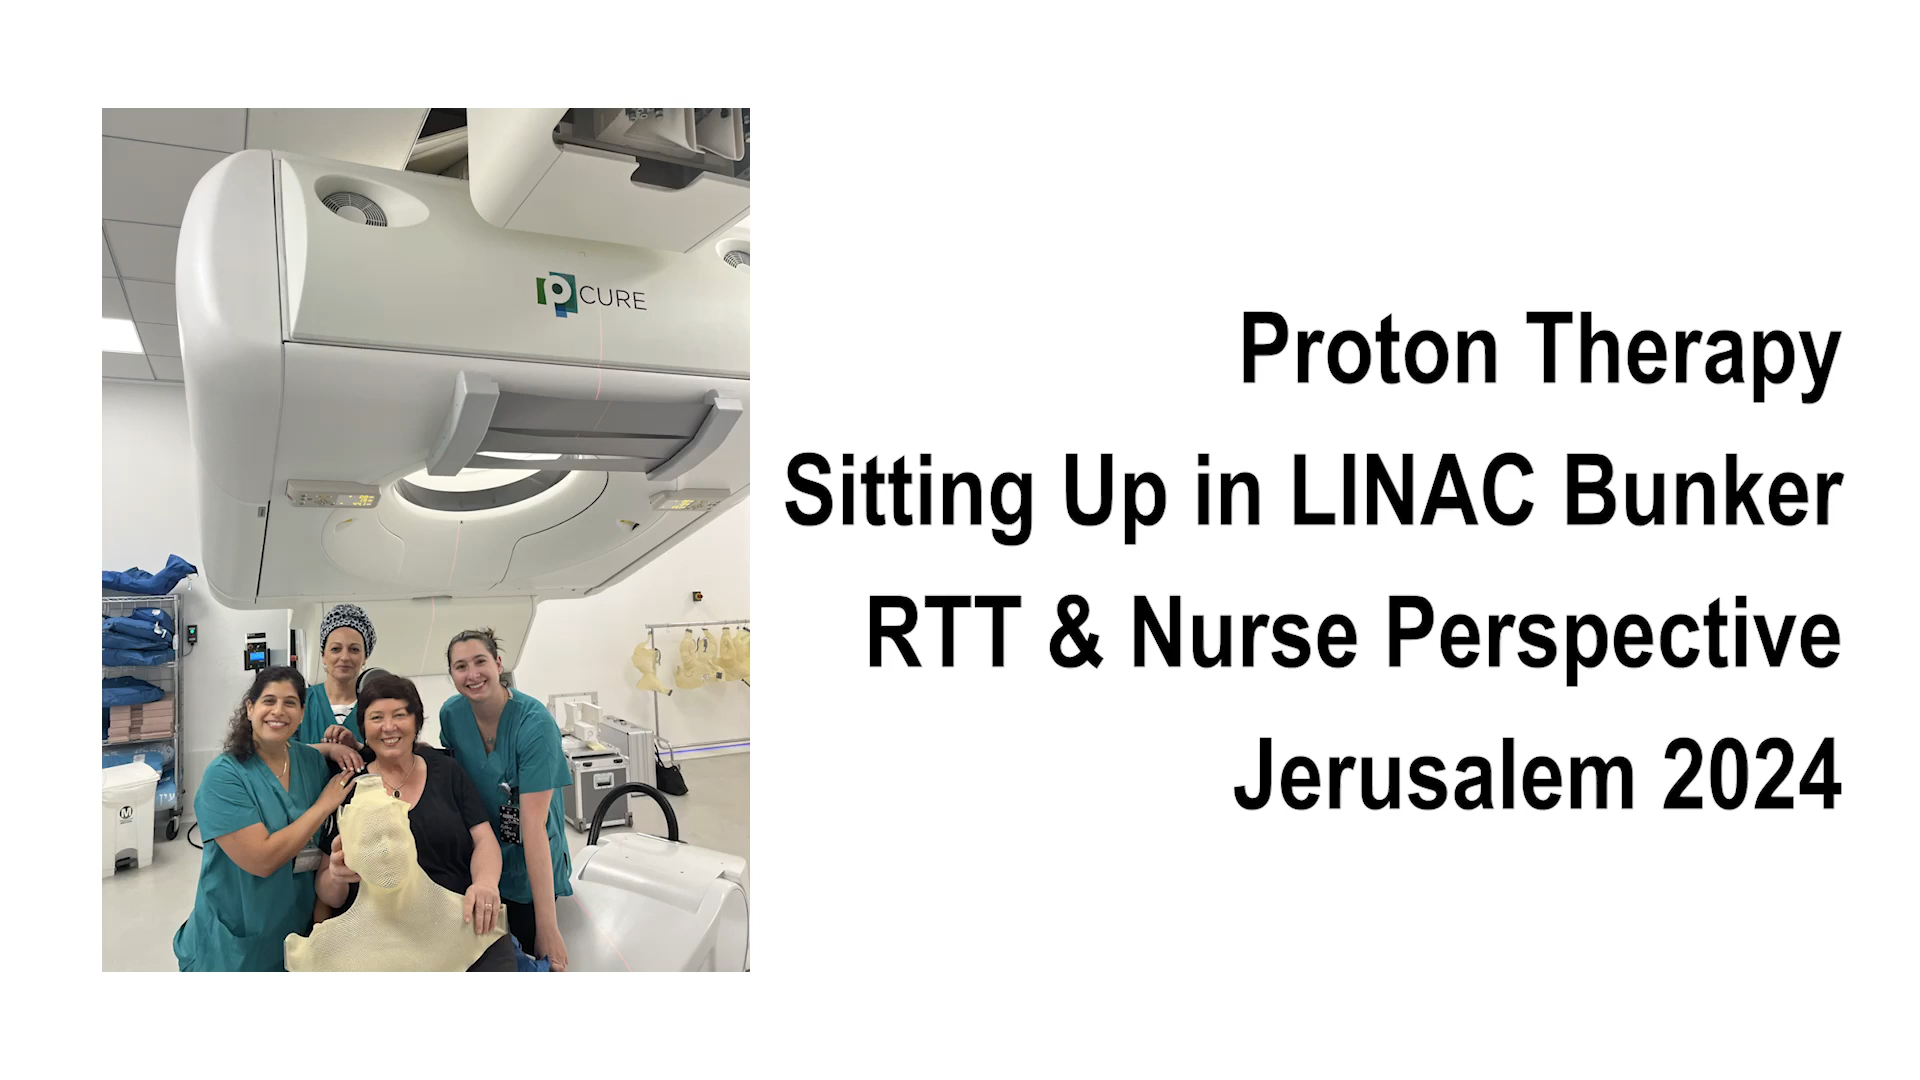 P CURE
Proton Therapy
Sitting Up in LINAC Bunker
RTT & Nurse Perspective
Jerusalem 2024